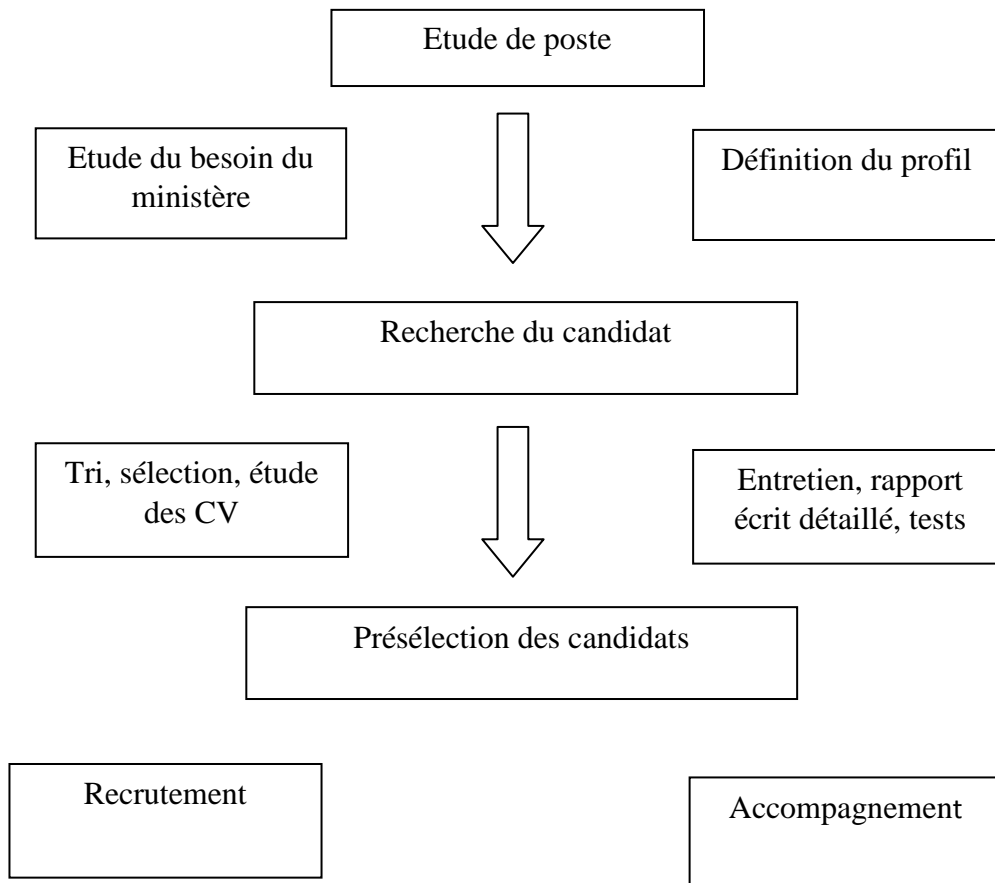 Etude de poste
Etude du besoin du
ministère
Définition du profil
Recherche du candidat
Tri, sélection, étude
des CV
Entretien, rapport
écrit détaillé, tests
Présélection des candidats
Recrutement
Accompagnement